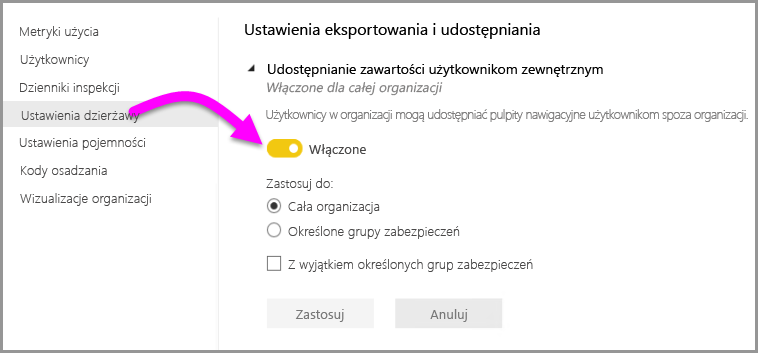 Metryki użycia
Użytkownicy
Dzienniki inspekcji
Ustawienia dzierżawy
Ustawienia pojemności
Kody osadzania
Wizualizacje organizacji
Ustawienia eksportowania i udostępniania
Udostępnianie zawartości użytkownikom zewnętrznym
Włączone dla całej organizacji
Użytkownicy w organizacji mogą udostępniać pulpity nawigacyjne użytkownikom spoza organizacji.
Włączone
Zastosuj do:
Cała organizacja
Określone grupy zabezpieczeń
Z wyjątkiem określonych grup zabezpieczeń
Zastosuj
Anuluj